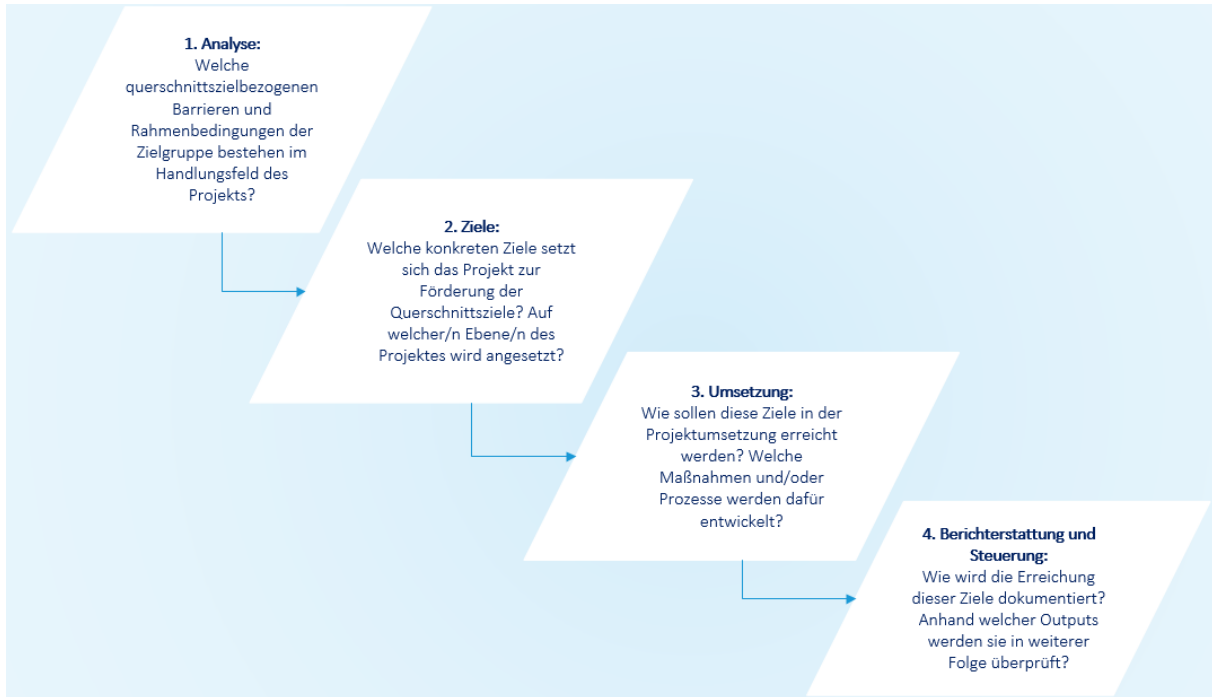 1. Analyse:
Welche
querschnittszielbezogenen
Barrieren und
Rahmenbedingungen der
Zielgruppe bestehen im
Handlungsfeld des
Projekts?
2. Ziele:
Welche konkreten Ziele setzt
sich das Projekt zur
Förderung der
Querschnittsziele? Auf
welcher/n Ebene/n des
Projektes wird angesetzt?
3. Umsetzung:
Wie sollen diese Ziele in der
Projektumsetzung erreicht
werden? Welche
Maßnahmen und/oder
Prozesse werden dafür
entwickelt?
4. Berichterstattung und
Steuerung:
Wie wird die Erreichung
dieser Ziele dokumentiert?
Anhand welcher Outputs
werden sie in weiterer
Folge überprüft?